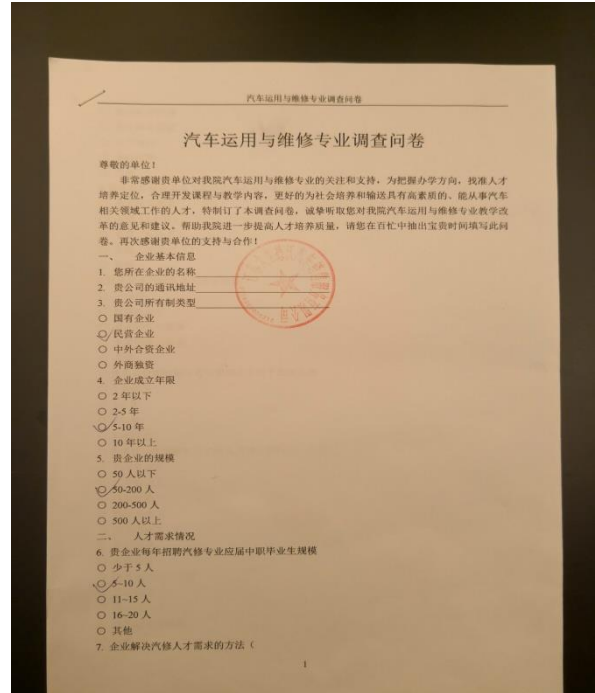 汽车运用与维修专业调查问卷
汽车运用与维修专业调查问卷
尊敬的单位！
非常感谢贵单位对我院汽车运用与维修专业的关注和支持，为把握办学方向，找准人才
培养定位，合理开发课程与教学内容，更好的为社会培养和输送具有高素质的、能从事汽车
相关领域工作的人才，特制订了本调查问卷，诚挚听取您对我院汽车运用与维修专业教学改
革的意见和建议。帮助我院进一步提高人才培养质量，请您在百忙中抽出宝贵时间填写此问
卷。再次感谢贵单位的支持与合作！
一、 企业基本信息
1. 您所在企业的名称
2. 贵公司的通讯地址
3. 贵公司所有制类型
○ 国有企业
○ 民营企业
○ 中外合资企业
○ 外商独资
4. 企业成立年限
○ 2 年以下
○ 2-5 年
○ 5-10 年
○ 10 年以上
5. 贵企业的规模
○ 50 人以下
○ 50-200 人
○ 200-500 人
○ 500 人以上
二、 人才需求情况
6. 贵企业每年招聘汽修专业应届中职毕业生规模
○ 少于 5 人
○ 5~10 人
○ 11~15 人
○ 16~20 人
○ 其他
7. 企业解决汽修人才需求的方法（
1